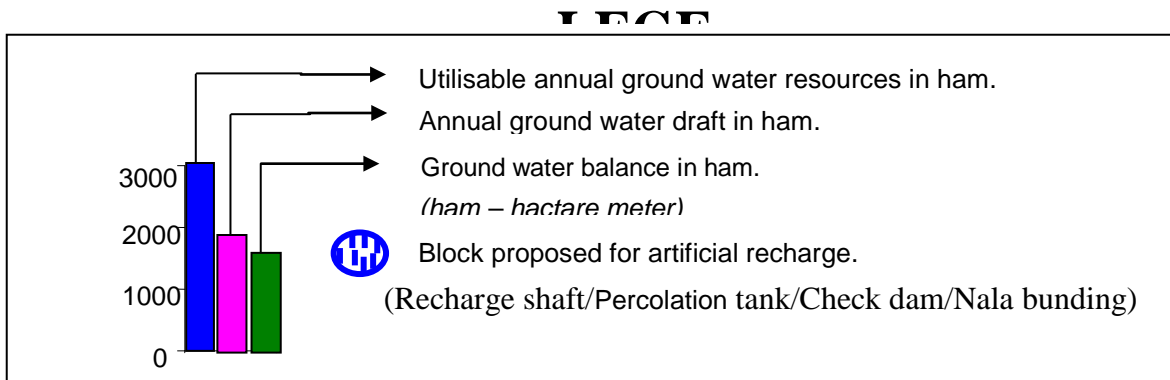 Utilisable annual ground water resources in ham.
Annual ground water draft in ham.
3000
Ground water balance in ham.
(ham – hactare meter)
2000
Block proposed for artificial recharge.
1000
(Recharge shaft/Percolation tank/Check dam/Nala bunding)
0